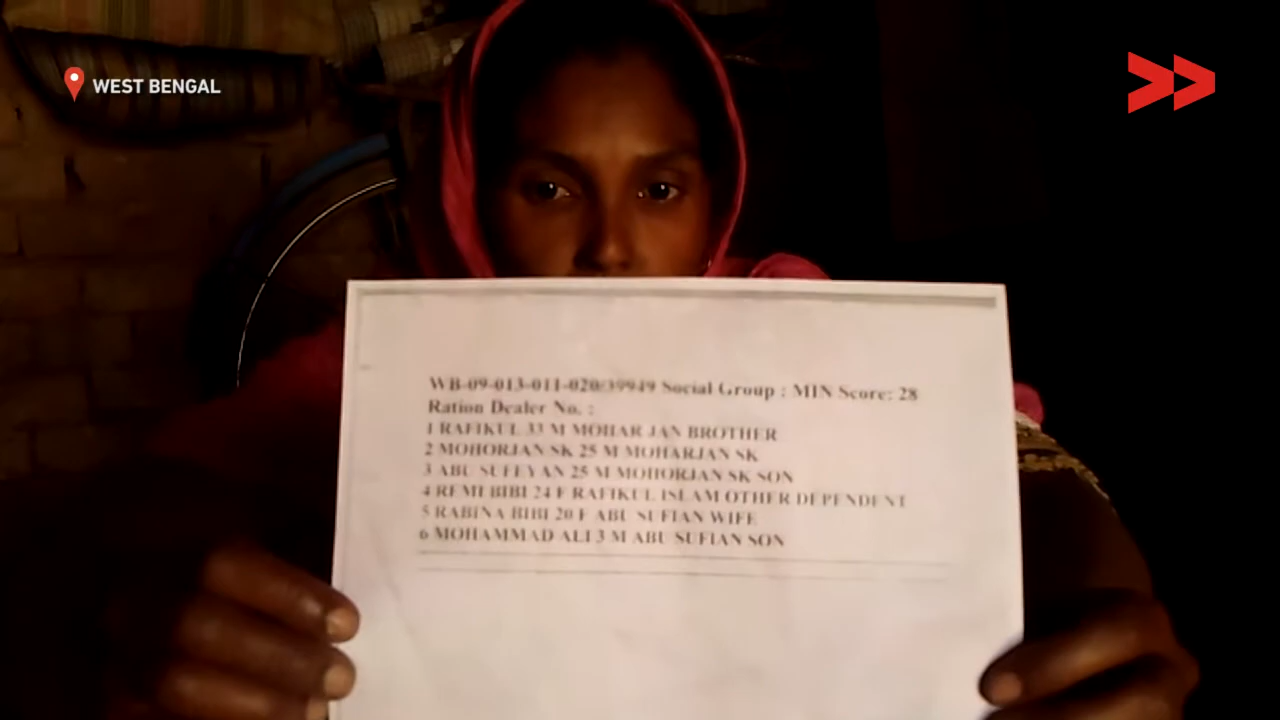 WEST BENGAL
WB-09-013-011-020/39949 Social Group : MIN Score: 28
Ration Dealer No. :
1 RAFIKUL 33 M MOHAR JAN BROTHER
2 MOHORJAN SK 25 M MOHARJAN SK
3 ABU SUFEYAN 25 M MOHORJAN SK SON
4 REMI BIBI 24 F RAFIKUL ISLAM OTHER DEPENDENT
5 RABINA BIBI 20 F ABU SUFIAN WIFE
6 MOHAMMAD ALI 3 M ABU SUFIAN SON